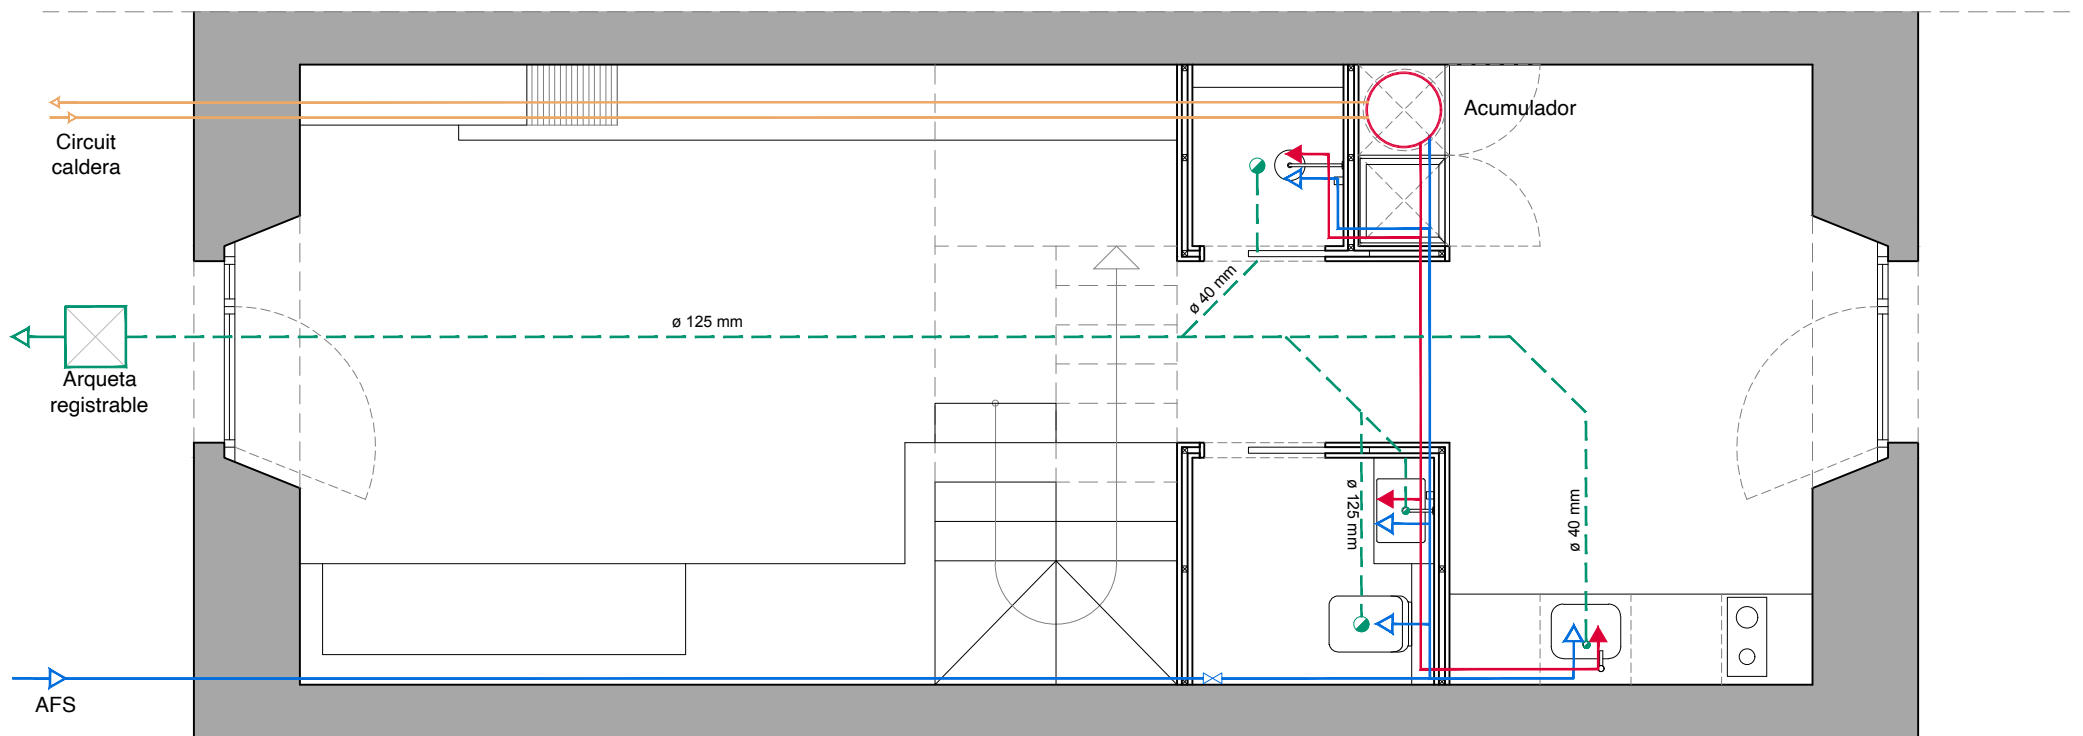 Acumulador
Circuit
caldera
ø 40 mm
ø 125 mm
Arqueta
registrable
ø 125 mm
ø 40 mm
AFS